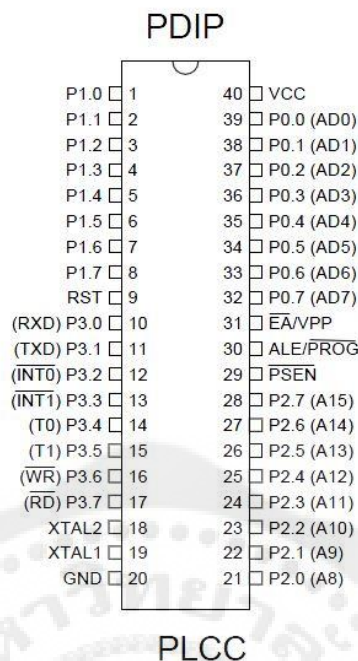 PDIP
P1.0 1 40 VCC
P1.1 2 39 P0.0 (AD0)
P1.2 3 38 P0.1 (AD1)
P1.3 4 37 P0.2 (AD2)
P1.4 5 36 P0.3 (AD3)
P1.5 6 35 P0.4 (AD4)
P1.6 7 34 P0.5 (AD5)
P1.7 8 33 P0.6 (AD6)
RST 9 32 P0.7 (AD7)
(RXD) P3.0 10 31 E̅A̅/VPP
(TXD) P3.1 11 30 ALE/P̅R̅O̅G̅
(I̅N̅T̅0̅) P3.2 12 29 P̅S̅E̅N̅
(I̅N̅T̅1̅) P3.3 13 28 P2.7 (A15)
(T0) P3.4 14 27 P2.6 (A14)
(T1) P3.5 15 26 P2.5 (A13)
(W̅R̅) P3.6 16 25 P2.4 (A12)
(R̅D̅) P3.7 17 24 P2.3 (A11)
XTAL2 18 23 P2.2 (A10)
XTAL1 19 22 P2.1 (A9)
GND 20 21 P2.0 (A8)
PLCC